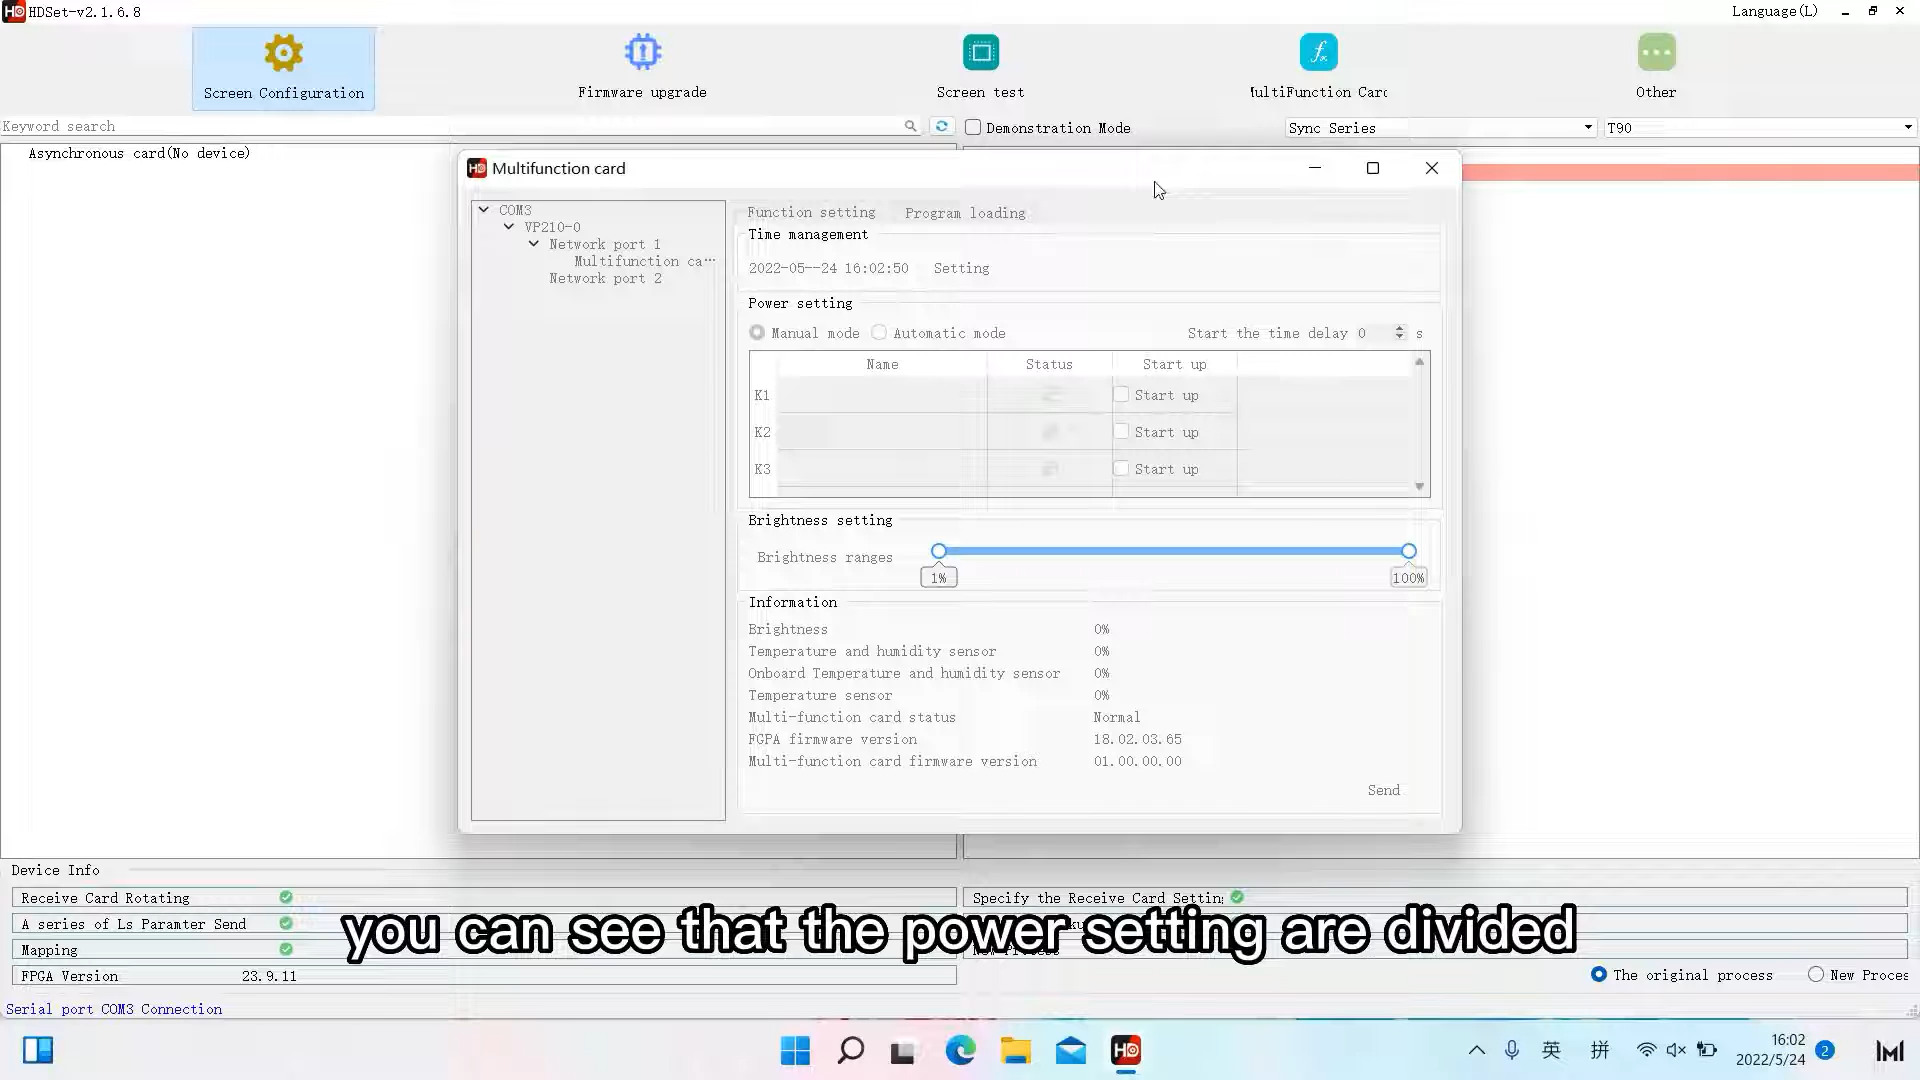 HDSet-v2.1.6.8
Language(L)
Screen Configuration
Firmware upgrade
Screen test
MultiFunction Card
Other
Keyword search
Demonstration Mode
Sync Series
T90
Asynchronous card(No device)
Multifunction card
COM3
VP210-0
Network port 1
Multifunction ca…
Network port 2
Function setting
Program loading
Time management
2022-05--24 16:02:50
Setting
Power setting
Manual mode
Automatic mode
Start the time delay 0 s
Name
Status
Start up
K1
Start up
K2
Start up
K3
Start up
Brightness setting
Brightness ranges
1%
100%
Information
Brightness 0%
Temperature and humidity sensor 0%
Onboard Temperature and humidity sensor 0%
Temperature sensor 0%
Multi-function card status Normal
FGPA firmware version 18.02.03.65
Multi-function card firmware version 01.00.00.00
Send
Device Info
Receive Card Rotating
Specify the Receive Card Settin
A series of Ls Paramter Send
you can see that the power setting are divided
Mapping
New Process
FPGA Version 23.9.11
The original process
New Proces
Serial port COM3 Connection
英
拼
16:02
2022/5/24
2